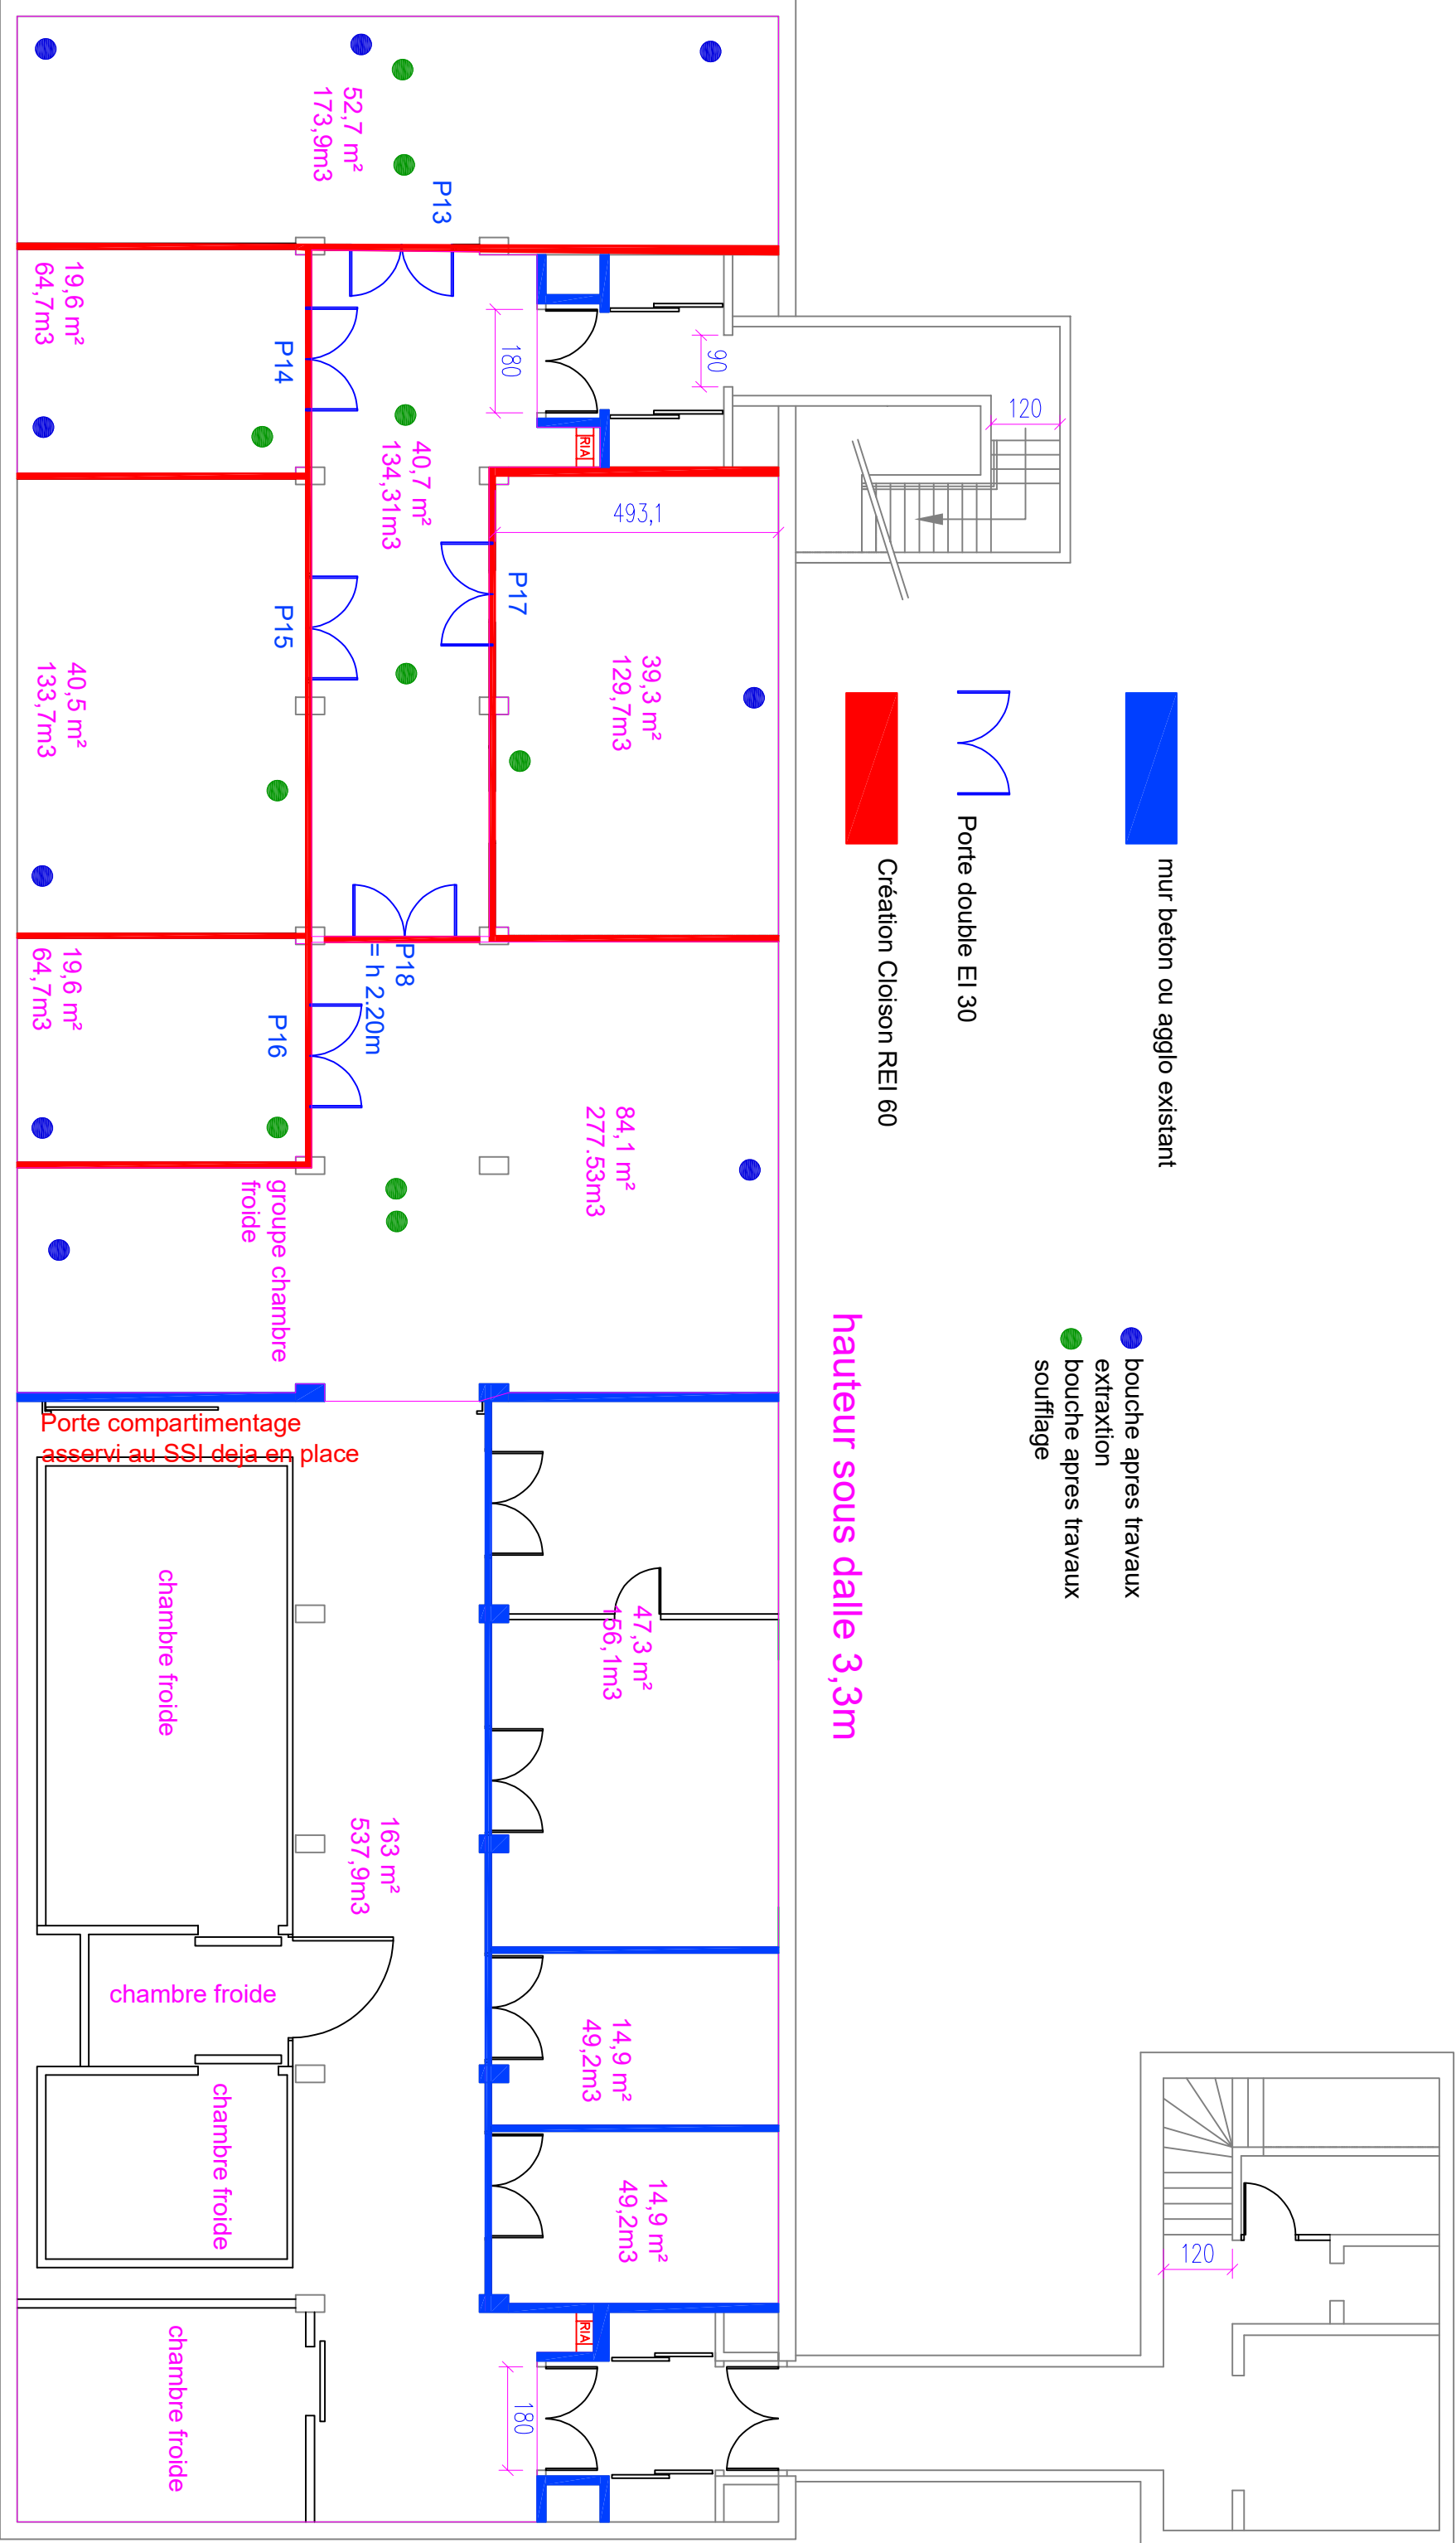 52,7 m²
173,9m3
P13
19,6 m²
64,7m3
P14
180
90
120
RIA
40,7 m²
134,31m3
493,1
P17
P15
40,5 m²
133,7m3
39,3 m²
129,7m3
mur beton ou agglo existant
Porte double EI 30
Création Cloison REI 60
P18
= h 2.20m
19,6 m²
64,7m3
P16
84,1 m²
277.53m3
groupe chambre
froide
hauteur sous dalle 3,3m
bouche apres travaux
extraxtion
bouche apres travaux
soufflage
Porte compartimentage
asservi au SSI deja en place
chambre froide
47,3 m²
156,1m3
163 m²
537,9m3
chambre froide
14,9 m²
49,2m3
chambre froide
14,9 m²
49,2m3
120
RIA
180
chambre froide